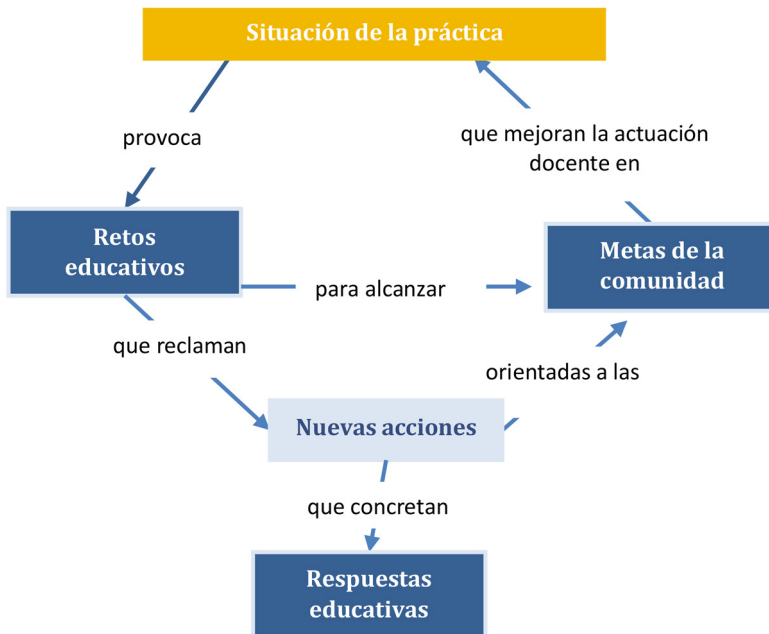 Situación de la práctica
provoca
que mejoran la actuación
docente en
Retos
educativos
para alcanzar
Metas de la
comunidad
que reclaman
orientadas a las
Nuevas acciones
que concretan
Respuestas
educativas